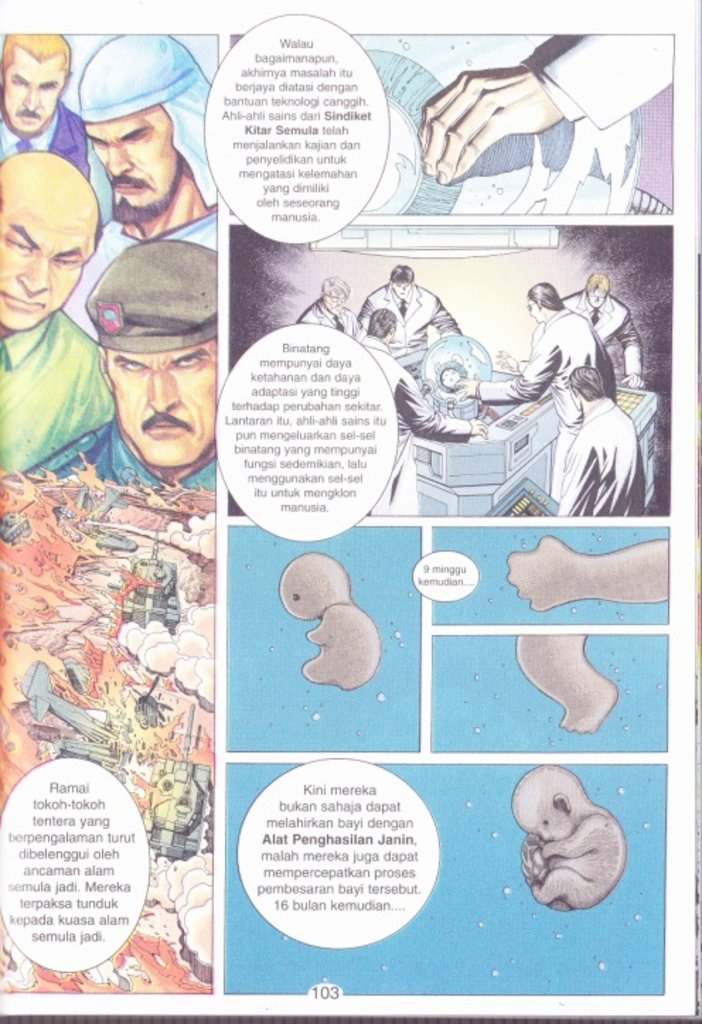 Walau
bagaimanapun,
akhirnya masalah itu
berjaya diatasi dengan
bantuan teknologi canggih.
Ahli-ahli sains dari Sindiket
Kitar Semula telah
menjalankan kajian dan
penyelidikan untuk
mengatasi kelemahan
yang dimiliki
oleh seseorang
manusia.
Binatang
mempunyai daya
ketahanan dan daya
adaptasi yang tinggi
terhadap perubahan sekitar.
Lantaran itu, ahli-ahli sains itu
pun mengeluarkan sel-sel
binatang yang mempunyai
fungsi sedemikian, lalu
menggunakan sel-sel
itu untuk mengklon
manusia.
9 minggu
kemudian....
Ramai
tokoh-tokoh
tentera yang
berpengalaman turut
dibelenggui oleh
ancaman alam
semula jadi. Mereka
terpaksa tunduk
kepada kuasa alam
semula jadi.
Kini mereka
bukan sahaja dapat
melahirkan bayi dengan
Alat Penghasilan Janin,
malah mereka juga dapat
mempercepatkan proses
pembesaran bayi tersebut.
16 bulan kemudian....
103